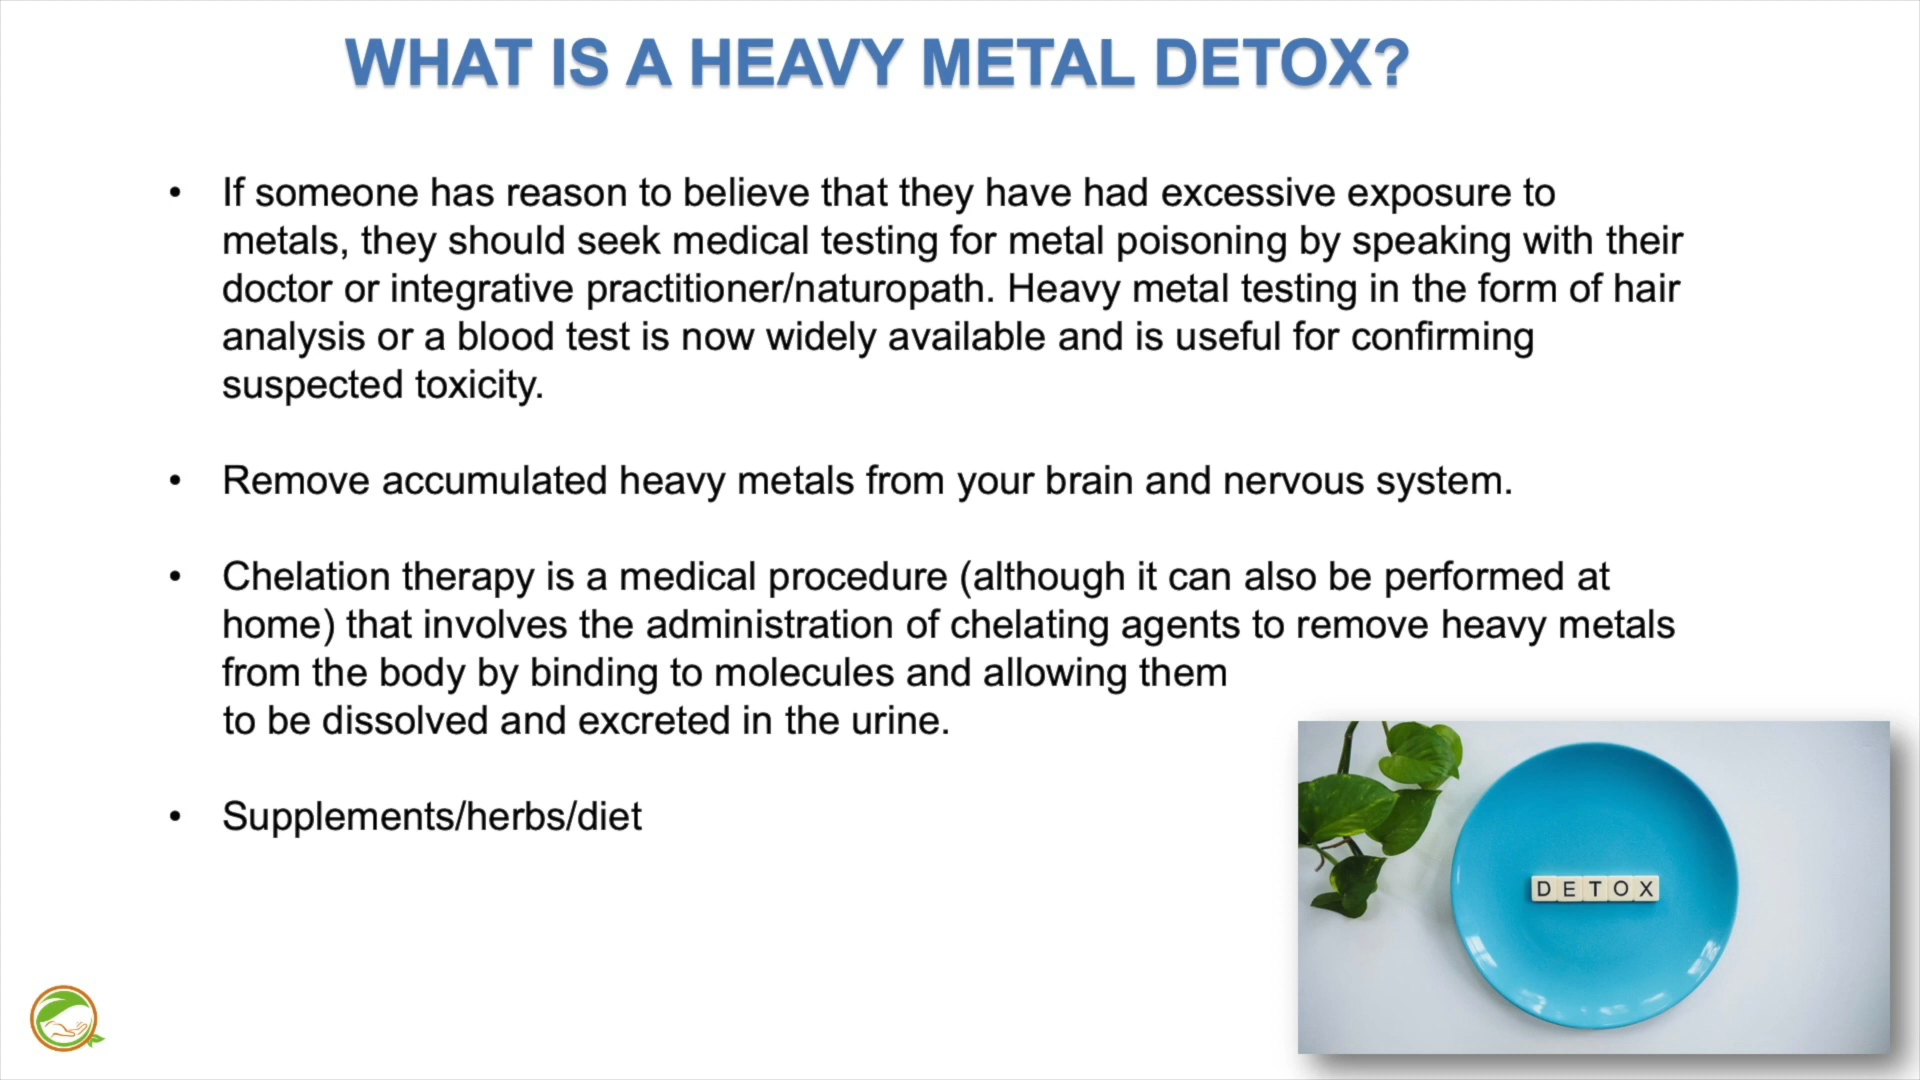 WHAT IS A HEAVY METAL DETOX?
• If someone has reason to believe that they have had excessive exposure to
metals, they should seek medical testing for metal poisoning by speaking with their
doctor or integrative practitioner/naturopath. Heavy metal testing in the form of hair
analysis or a blood test is now widely available and is useful for confirming
suspected toxicity.
• Remove accumulated heavy metals from your brain and nervous system.
• Chelation therapy is a medical procedure (although it can also be performed at
home) that involves the administration of chelating agents to remove heavy metals
from the body by binding to molecules and allowing them
to be dissolved and excreted in the urine.
• Supplements/herbs/diet
DETOX